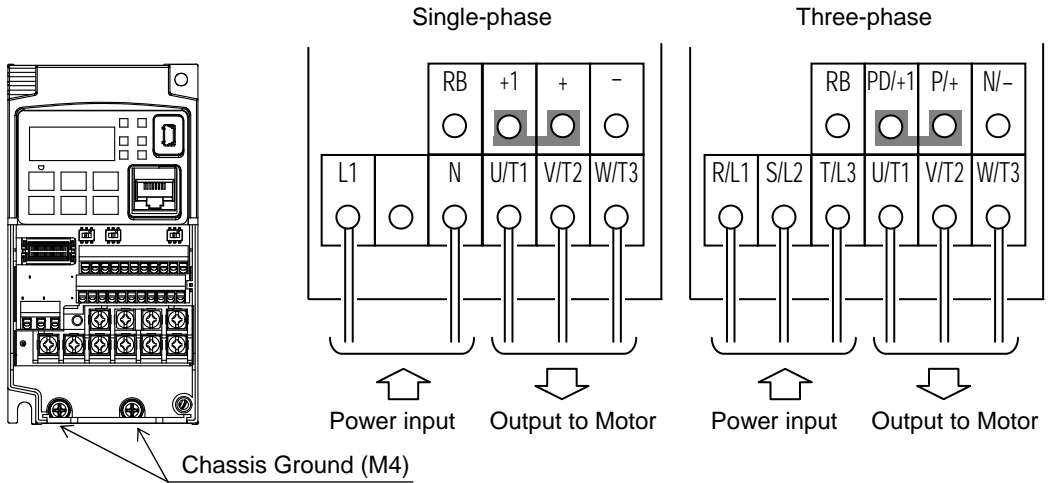 Single-phase
Three-phase
RB +1 + −
L1 N U/T1 V/T2 W/T3
RB PD/+1 P/+ N/−
R/L1 S/L2 T/L3 U/T1 V/T2 W/T3
Power input
Output to Motor
Power input
Output to Motor
Chassis Ground (M4)